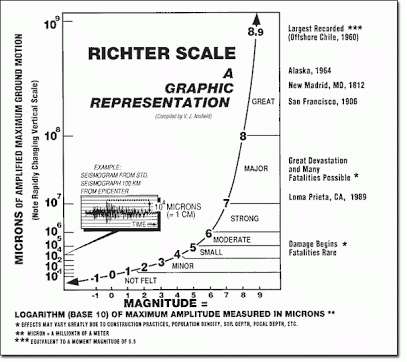 RICHTER SCALE
A
GRAPHIC
REPRESENTATION
(Compiled by V. J. Ansfield)
MICRONS OF AMPLIFIED MAXIMUM GROUND MOTION
(Note Rapidly Changing Vertical Scale)
10⁹
10⁸
10⁷
10⁶
10⁵
10⁴
10²
10¹
EXAMPLE:
SEISMOGRAM FROM STD.
SEISMOGRAPH 100 KM
FROM EPICENTER
10⁴ MICRONS
(= 1 CM)
TIME
-1 0 1 2 3 4 5 6 7 8 8.9
NOT FELT
MINOR
SMALL
MODERATE
STRONG
MAJOR
GREAT
Largest Recorded ***
(Offshore Chile, 1960)
Alaska, 1964
New Madrid, MO, 1812
San Francisco, 1906
Great Devastation
and Many
Fatalities Possible *
Loma Prieta, CA, 1989
Damage Begins *
Fatalities Rare
-1 0 1 2 3 4 5 6 7 8 9
MAGNITUDE =
LOGARITHM (BASE 10) OF MAXIMUM AMPLITUDE MEASURED IN MICRONS **
* EFFECTS MAY VARY GREATLY DUE TO CONSTRUCTION PRACTICES, POPULATION DENSITY, SOIL DEPTH, FOCAL DEPTH, ETC.
** MICRON = A MILLIONTH OF A METER
*** EQUIVALENT TO A MOMENT MAGNITUDE OF 9.5